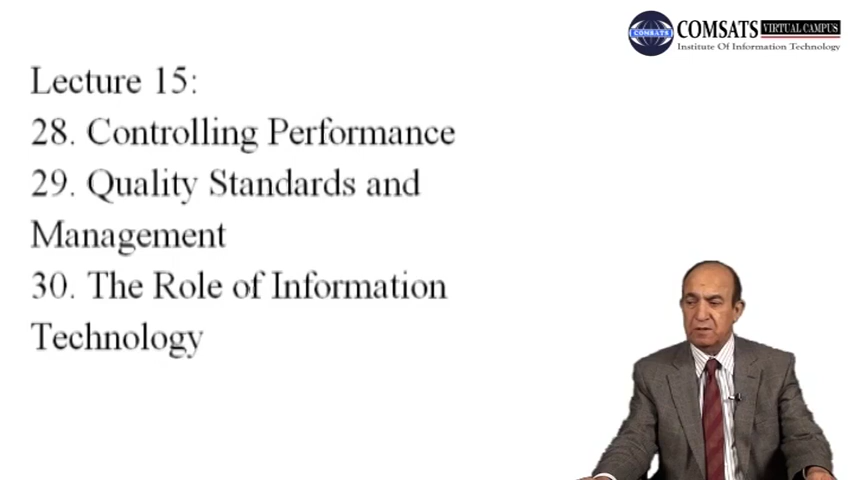 COMSATS VIRTUAL CAMPUS
Institute Of Information Technology
COMSATS
Lecture 15:
28. Controlling Performance
29. Quality Standards and
Management
30. The Role of Information
Technology